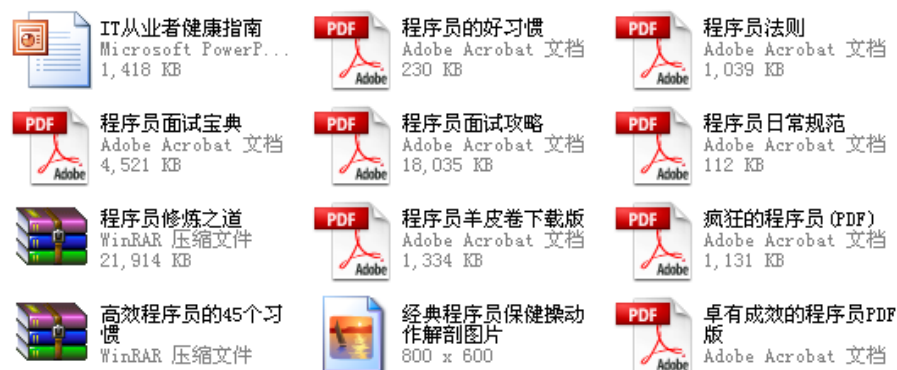 IT从业者健康指南
Microsoft PowerP...
1,418 KB
PDF
Adobe
程序员的好习惯
Adobe Acrobat 文档
230 KB
PDF
Adobe
程序员法则
Adobe Acrobat 文档
1,039 KB
PDF
Adobe
程序员面试宝典
Adobe Acrobat 文档
4,521 KB
PDF
Adobe
程序员面试攻略
Adobe Acrobat 文档
18,035 KB
PDF
Adobe
程序员日常规范
Adobe Acrobat 文档
112 KB
程序员修炼之道
WinRAR 压缩文件
21,914 KB
PDF
Adobe
程序员羊皮卷下载版
Adobe Acrobat 文档
1,334 KB
PDF
Adobe
疯狂的程序员(PDF)
Adobe Acrobat 文档
1,131 KB
高效程序员的45个习
惯
WinRAR 压缩文件
经典程序员保健操动
作解剖图片
800 x 600
PDF
Adobe
卓有成效的程序员PDF
版
Adobe Acrobat 文档